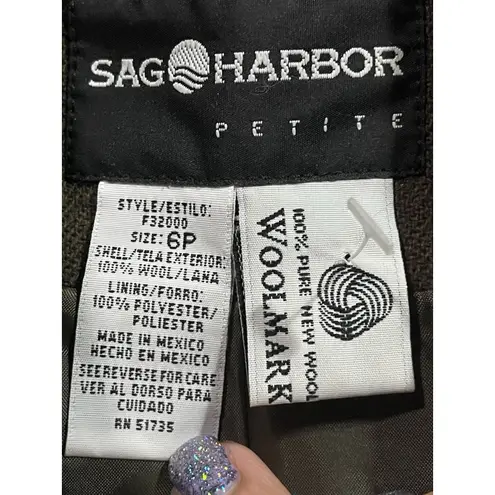 SAG HARBOR
PETITE
STYLE/ESTILO:
F32000
SIZE: 6P
SHELL/TELA EXTERIOR:
100% WOOL/LANA
LINING/FORRO:
100% POLYESTER/
POLIESTER
MADE IN MEXICO
HECHO EN MEXICO
SEE REVERSE FOR CARE
VER AL DORSO PARA
CUIDADO
RN 51735
100% PURE NEW WOOL
WOOLMARK